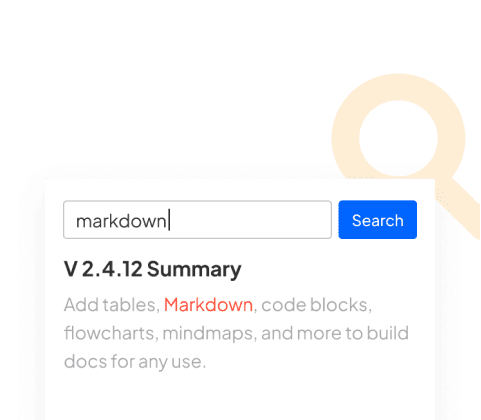 markdown
Search
V 2.4.12 Summary
Add tables, Markdown, code blocks,
flowcharts, mindmaps, and more to build
docs for any use.